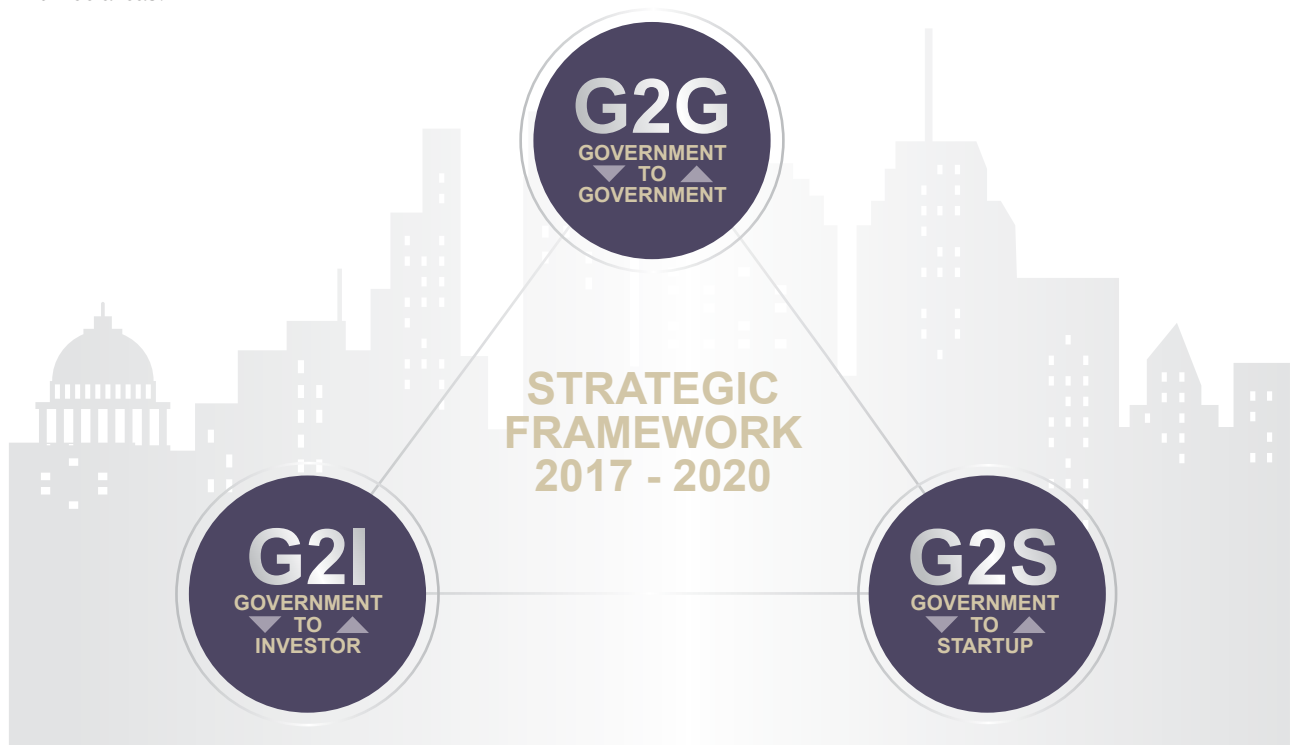 G2G
GOVERNMENT
TO
GOVERNMENT
STRATEGIC
FRAMEWORK
2017 - 2020
G2I
GOVERNMENT
TO
INVESTOR
G2S
GOVERNMENT
TO
STARTUP